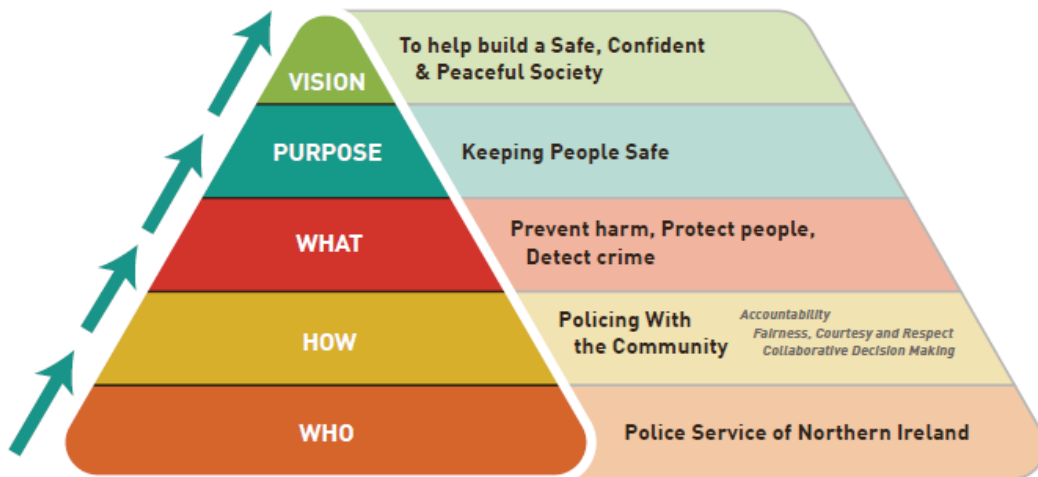 VISION
To help build a Safe, Confident
& Peaceful Society
PURPOSE
Keeping People Safe
WHAT
Prevent harm, Protect people,
Detect crime
HOW
Policing With
the Community
Accountability
Fairness, Courtesy and Respect
Collaborative Decision Making
WHO
Police Service of Northern Ireland